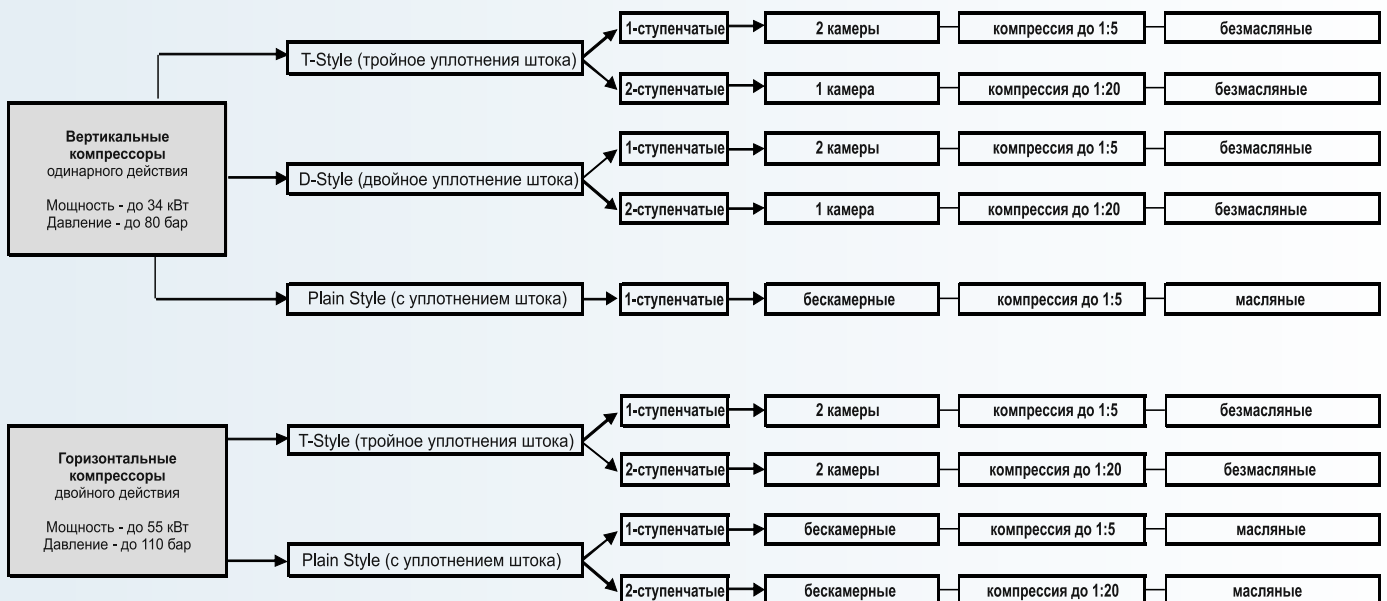 1-ступенчатые 2 камеры компрессия до 1:5 безмасляные
T-Style (тройное уплотнения штока)
2-ступенчатые 1 камера компрессия до 1:20 безмасляные
Вертикальные
компрессоры
одинарного действия
Мощность - до 34 кВт
Давление - до 80 бар
1-ступенчатые 2 камеры компрессия до 1:5 безмасляные
D-Style (двойное уплотнение штока)
2-ступенчатые 1 камера компрессия до 1:20 безмасляные
Plain Style (с уплотнением штока) 1-ступенчатые бескамерные компрессия до 1:5 масляные
1-ступенчатые 2 камеры компрессия до 1:5 безмасляные
T-Style (тройное уплотнения штока)
2-ступенчатые 2 камеры компрессия до 1:20 безмасляные
Горизонтальные
компрессоры
двойного действия
Мощность - до 55 кВт
Давление - до 110 бар
1-ступенчатые бескамерные компрессия до 1:5 масляные
Plain Style (с уплотнением штока)
2-ступенчатые бескамерные компрессия до 1:20 масляные